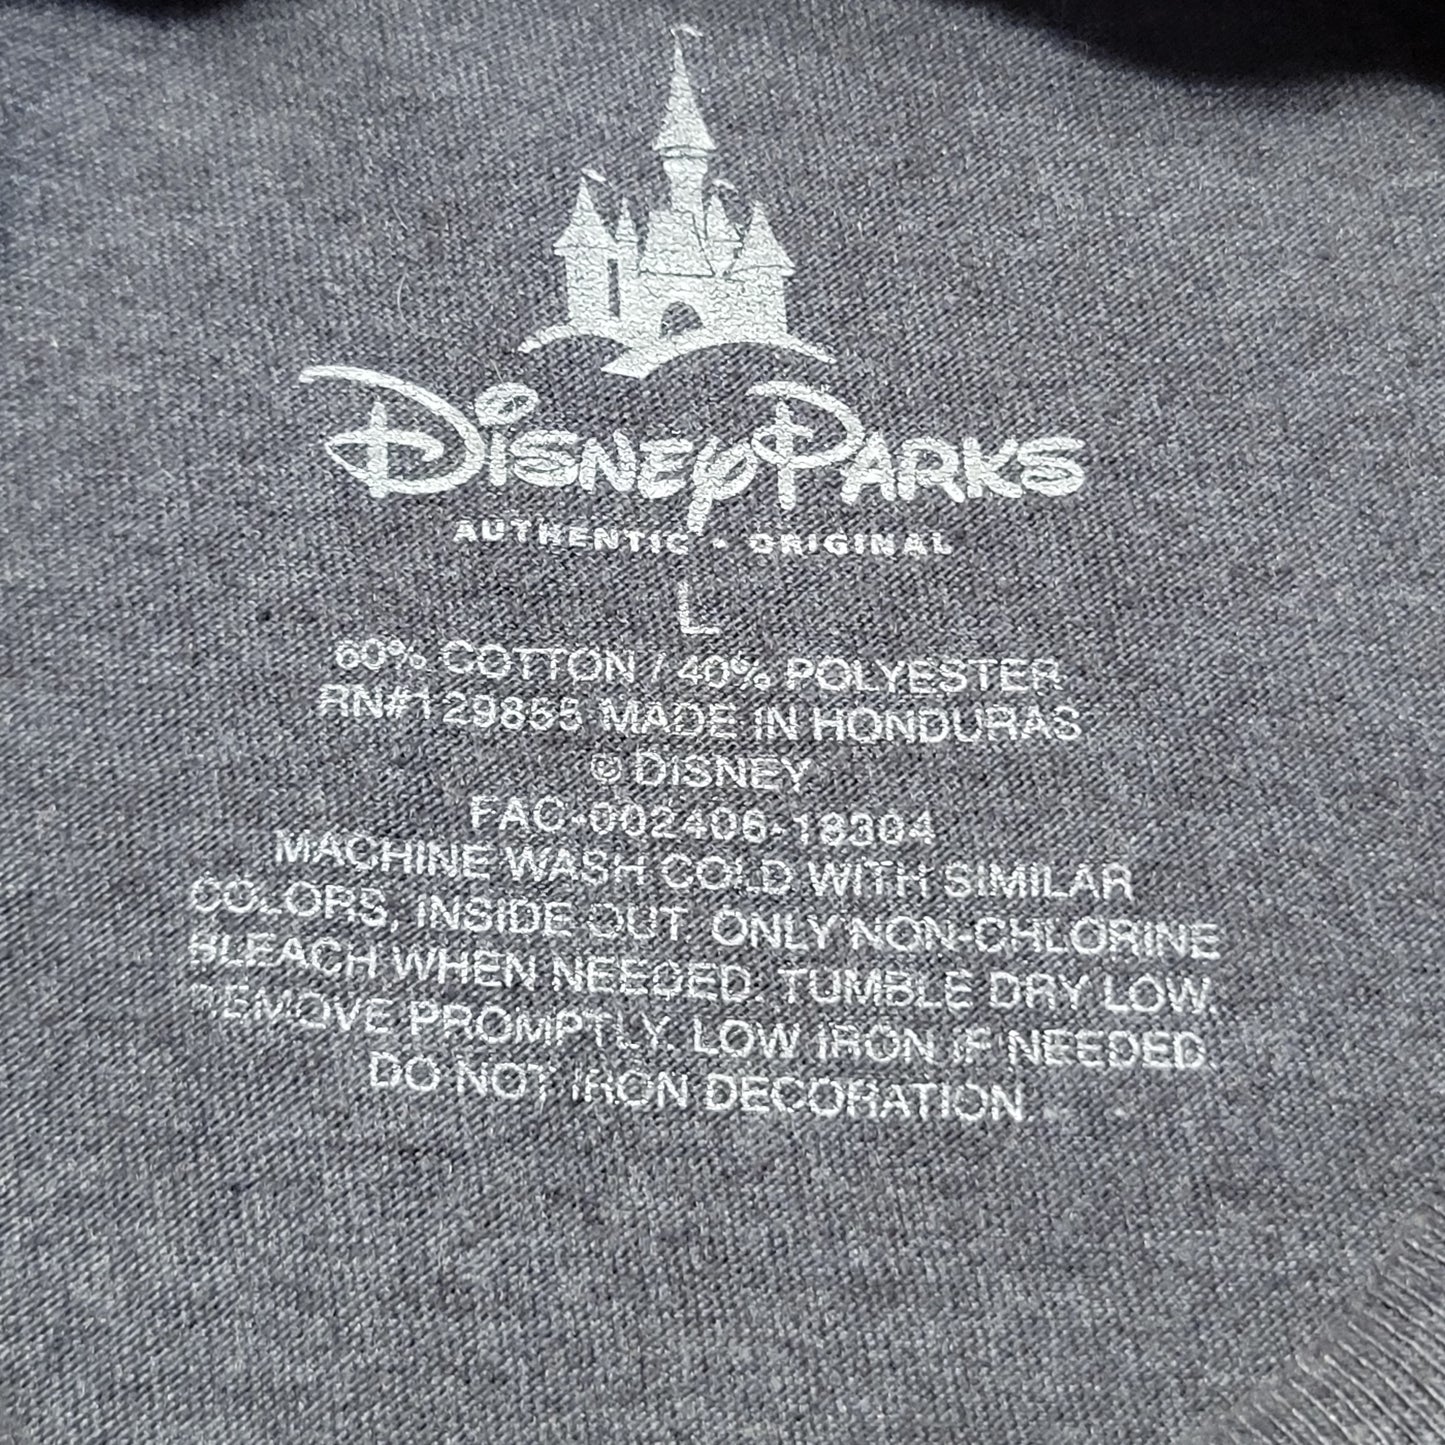 Disney Parks
AUTHENTIC • ORIGINAL
L
60% COTTON / 40% POLYESTER
RN#129855 MADE IN HONDURAS
© DISNEY
FAC-002406-18304
MACHINE WASH COLD WITH SIMILAR
COLORS, INSIDE OUT. ONLY NON-CHLORINE
BLEACH WHEN NEEDED. TUMBLE DRY LOW.
REMOVE PROMPTLY. LOW IRON IF NEEDED.
DO NOT IRON DECORATION.